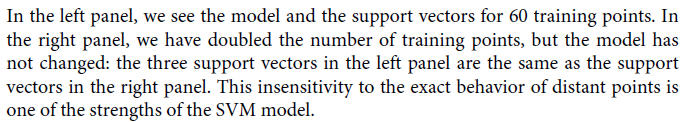 In the left panel, we see the model and the support vectors for 60 training points. In
the right panel, we have doubled the number of training points, but the model has
not changed: the three support vectors in the left panel are the same as the support
vectors in the right panel. This insensitivity to the exact behavior of distant points is
one of the strengths of the SVM model.